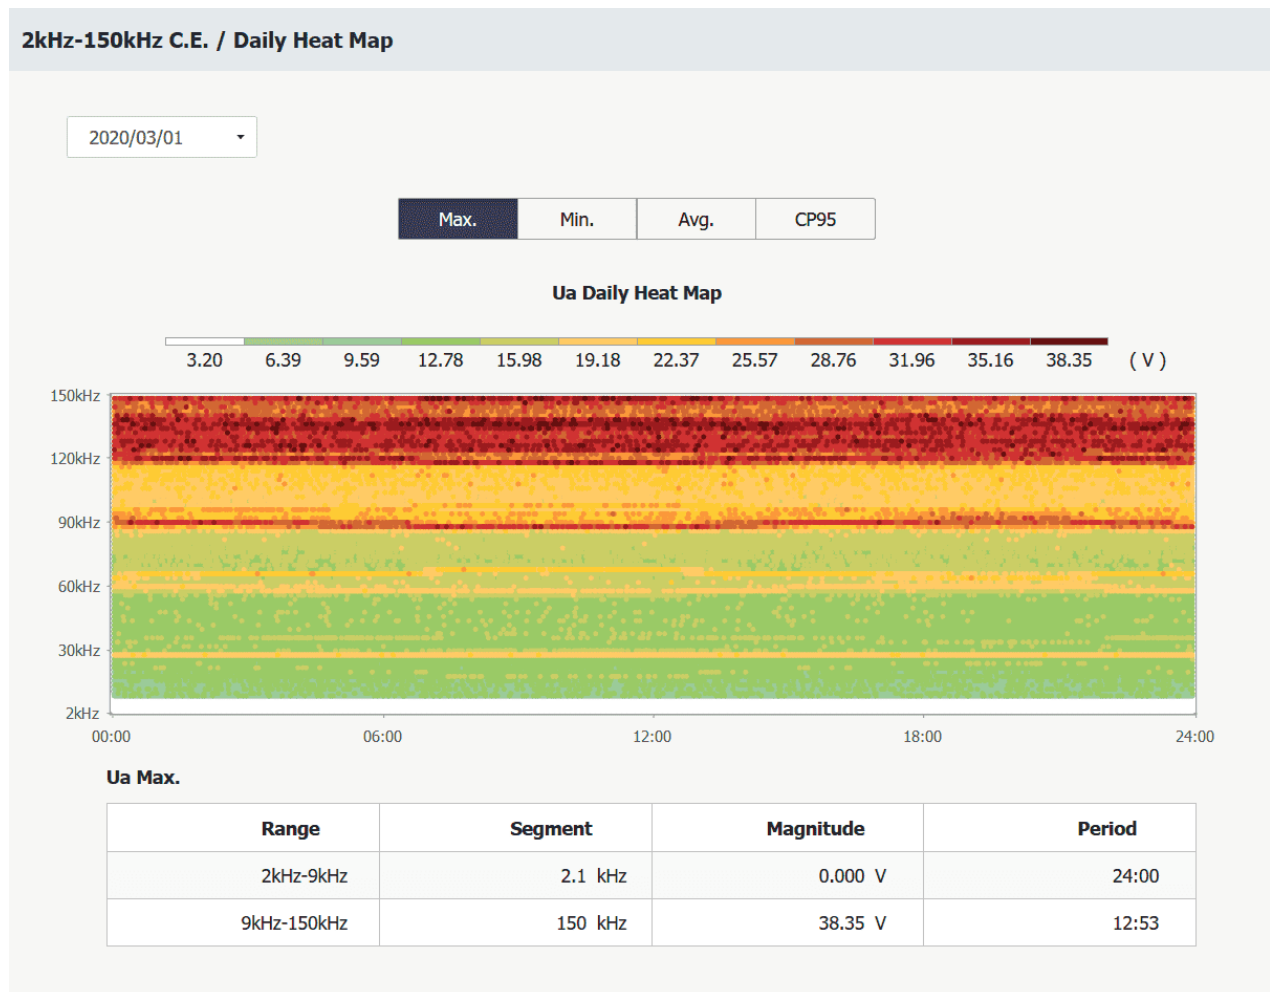 2kHz-150kHz C.E. / Daily Heat Map
2020/03/01
Max. Min. Avg. CP95
Ua Daily Heat Map
3.20 6.39 9.59 12.78 15.98 19.18 22.37 25.57 28.76 31.96 35.16 38.35 ( V )
150kHz
120kHz
90kHz
60kHz
30kHz
2kHz
00:00 06:00 12:00 18:00 24:00
Ua Max.
Range Segment Magnitude Period
2kHz-9kHz 2.1 kHz 0.000 V 24:00
9kHz-150kHz 150 kHz 38.35 V 12:53